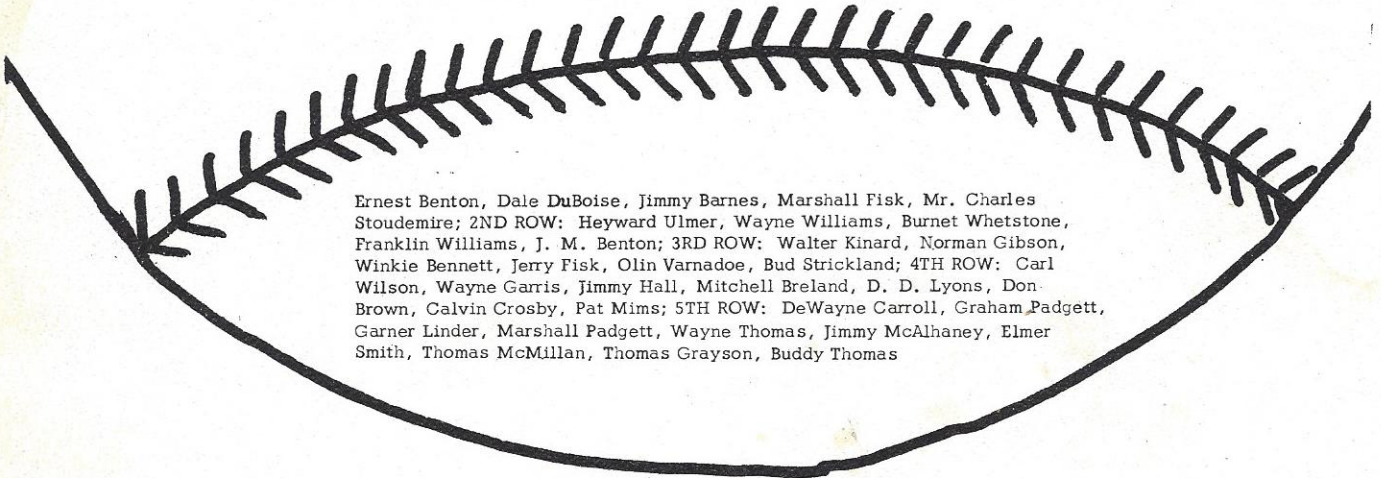 Ernest Benton, Dale DuBoise, Jimmy Barnes, Marshall Fisk, Mr. Charles
Stoudemire; 2ND ROW: Heyward Ulmer, Wayne Williams, Burnet Whetstone,
Franklin Williams, J. M. Benton; 3RD ROW: Walter Kinard, Norman Gibson,
Winkie Bennett, Jerry Fisk, Olin Varnadoe, Bud Strickland; 4TH ROW: Carl
Wilson, Wayne Garris, Jimmy Hall, Mitchell Breland, D. D. Lyons, Don
Brown, Calvin Crosby, Pat Mims; 5TH ROW: DeWayne Carroll, Graham Padgett,
Garner Linder, Marshall Padgett, Wayne Thomas, Jimmy McAlhaney, Elmer
Smith, Thomas McMillan, Thomas Grayson, Buddy Thomas